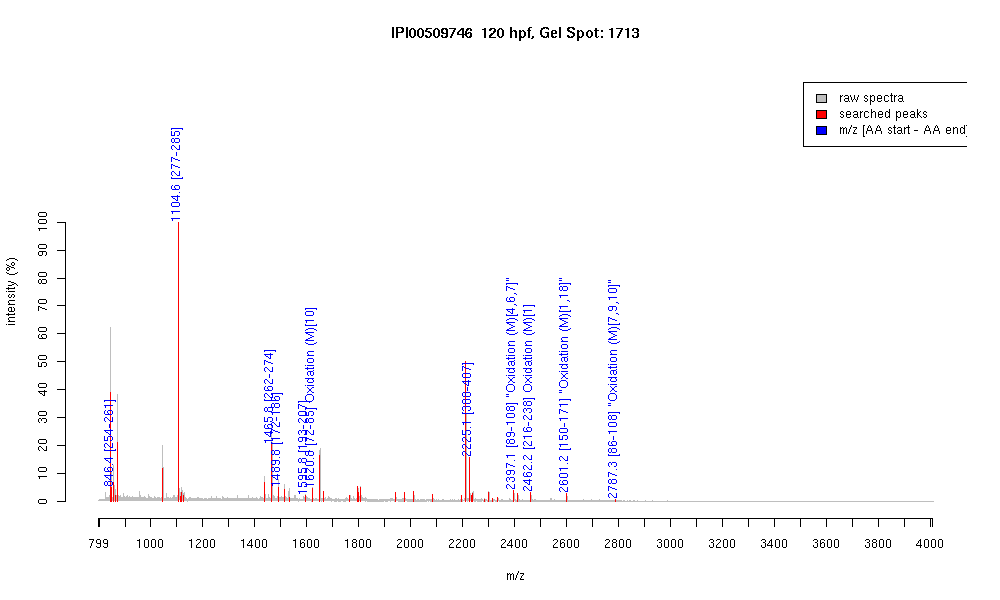 IPI00509746 120 hpf, Gel Spot: 1713
raw spectra
searched peaks
m/z [AA start - AA end]
intensity (%)
100
90
80
70
60
50
40
30
20
10
0
846.4 [254-261]
1104.6 [277-285]
1465.8 [262-274]
1489.8 [172-186]
1595.8 [193-207]
1620.8 [72-85] Oxidation (M)[10]
2225.1 [388-407]
2397.1 [89-108] "Oxidation (M)[4,6,7]"
2462.2 [216-238] Oxidation (M)[1]
2601.2 [150-171] "Oxidation (M)[1,18]"
2787.3 [86-108] "Oxidation (M)[7,9,10]"
799 1000 1200 1400 1600 1800 2000 2200 2400 2600 2800 3000 3200 3400 3600 3800 4000
m/z